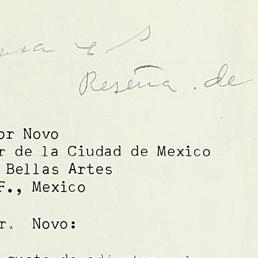 & S
Reseña de
or Novo
r de la Ciudad de Mexico
Bellas Artes
F., Mexico
r. Novo: